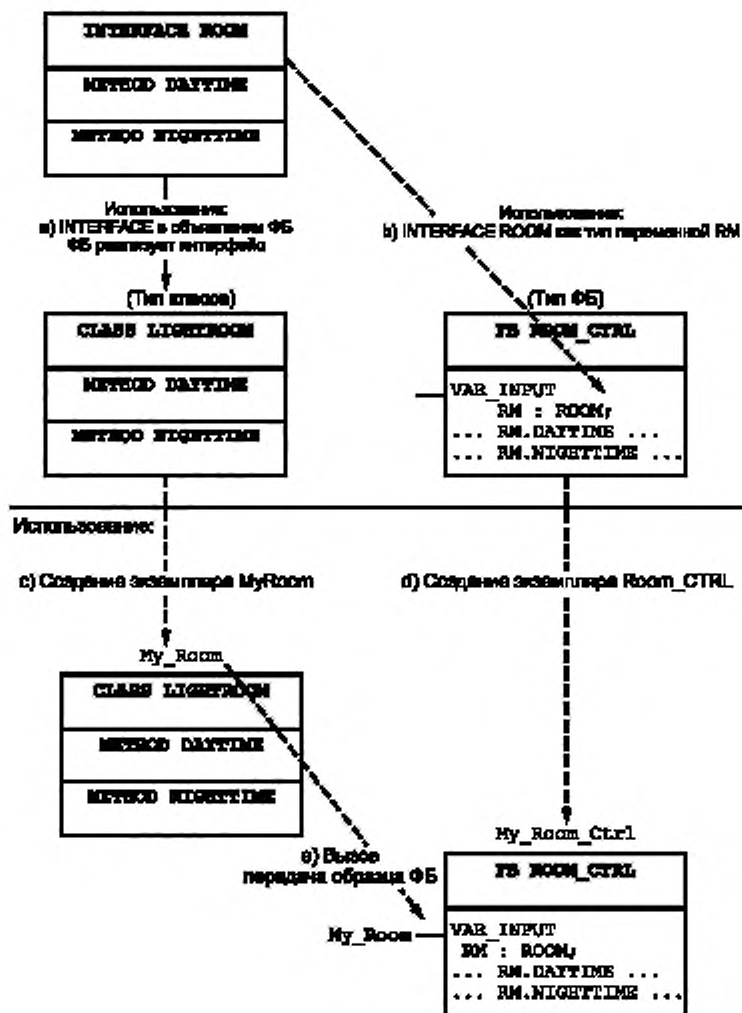 INTERFACE ROOM
METHOD DAYTIME
METHOD NIGHTTIME
Использование:
a) INTERFACE в объявлении ФБ
ФБ реализует интерфейс
Использование:
b) INTERFACE ROOM как тип переменной RM
(Тип класса)
CLASS LIGHTROOM
METHOD DAYTIME
METHOD NIGHTTIME
(Тип ФБ)
FB ROOM_CTRL
VAR_INPUT
RM : ROOM;
... RM.DAYTIME ...
... RM.NIGHTTIME ...
Использование:
c) Создание экземпляра MyRoom
d) Создание экземпляра Room_CTRL
My_Room
CLASS LIGHTROOM
METHOD DAYTIME
METHOD NIGHTTIME
e) Вызов
передача образца ФБ
My_Room_Ctrl
FB ROOM_CTRL
My_Room
VAR_INPUT
RM : ROOM;
... RM.DAYTIME ...
... RM.NIGHTTIME ...